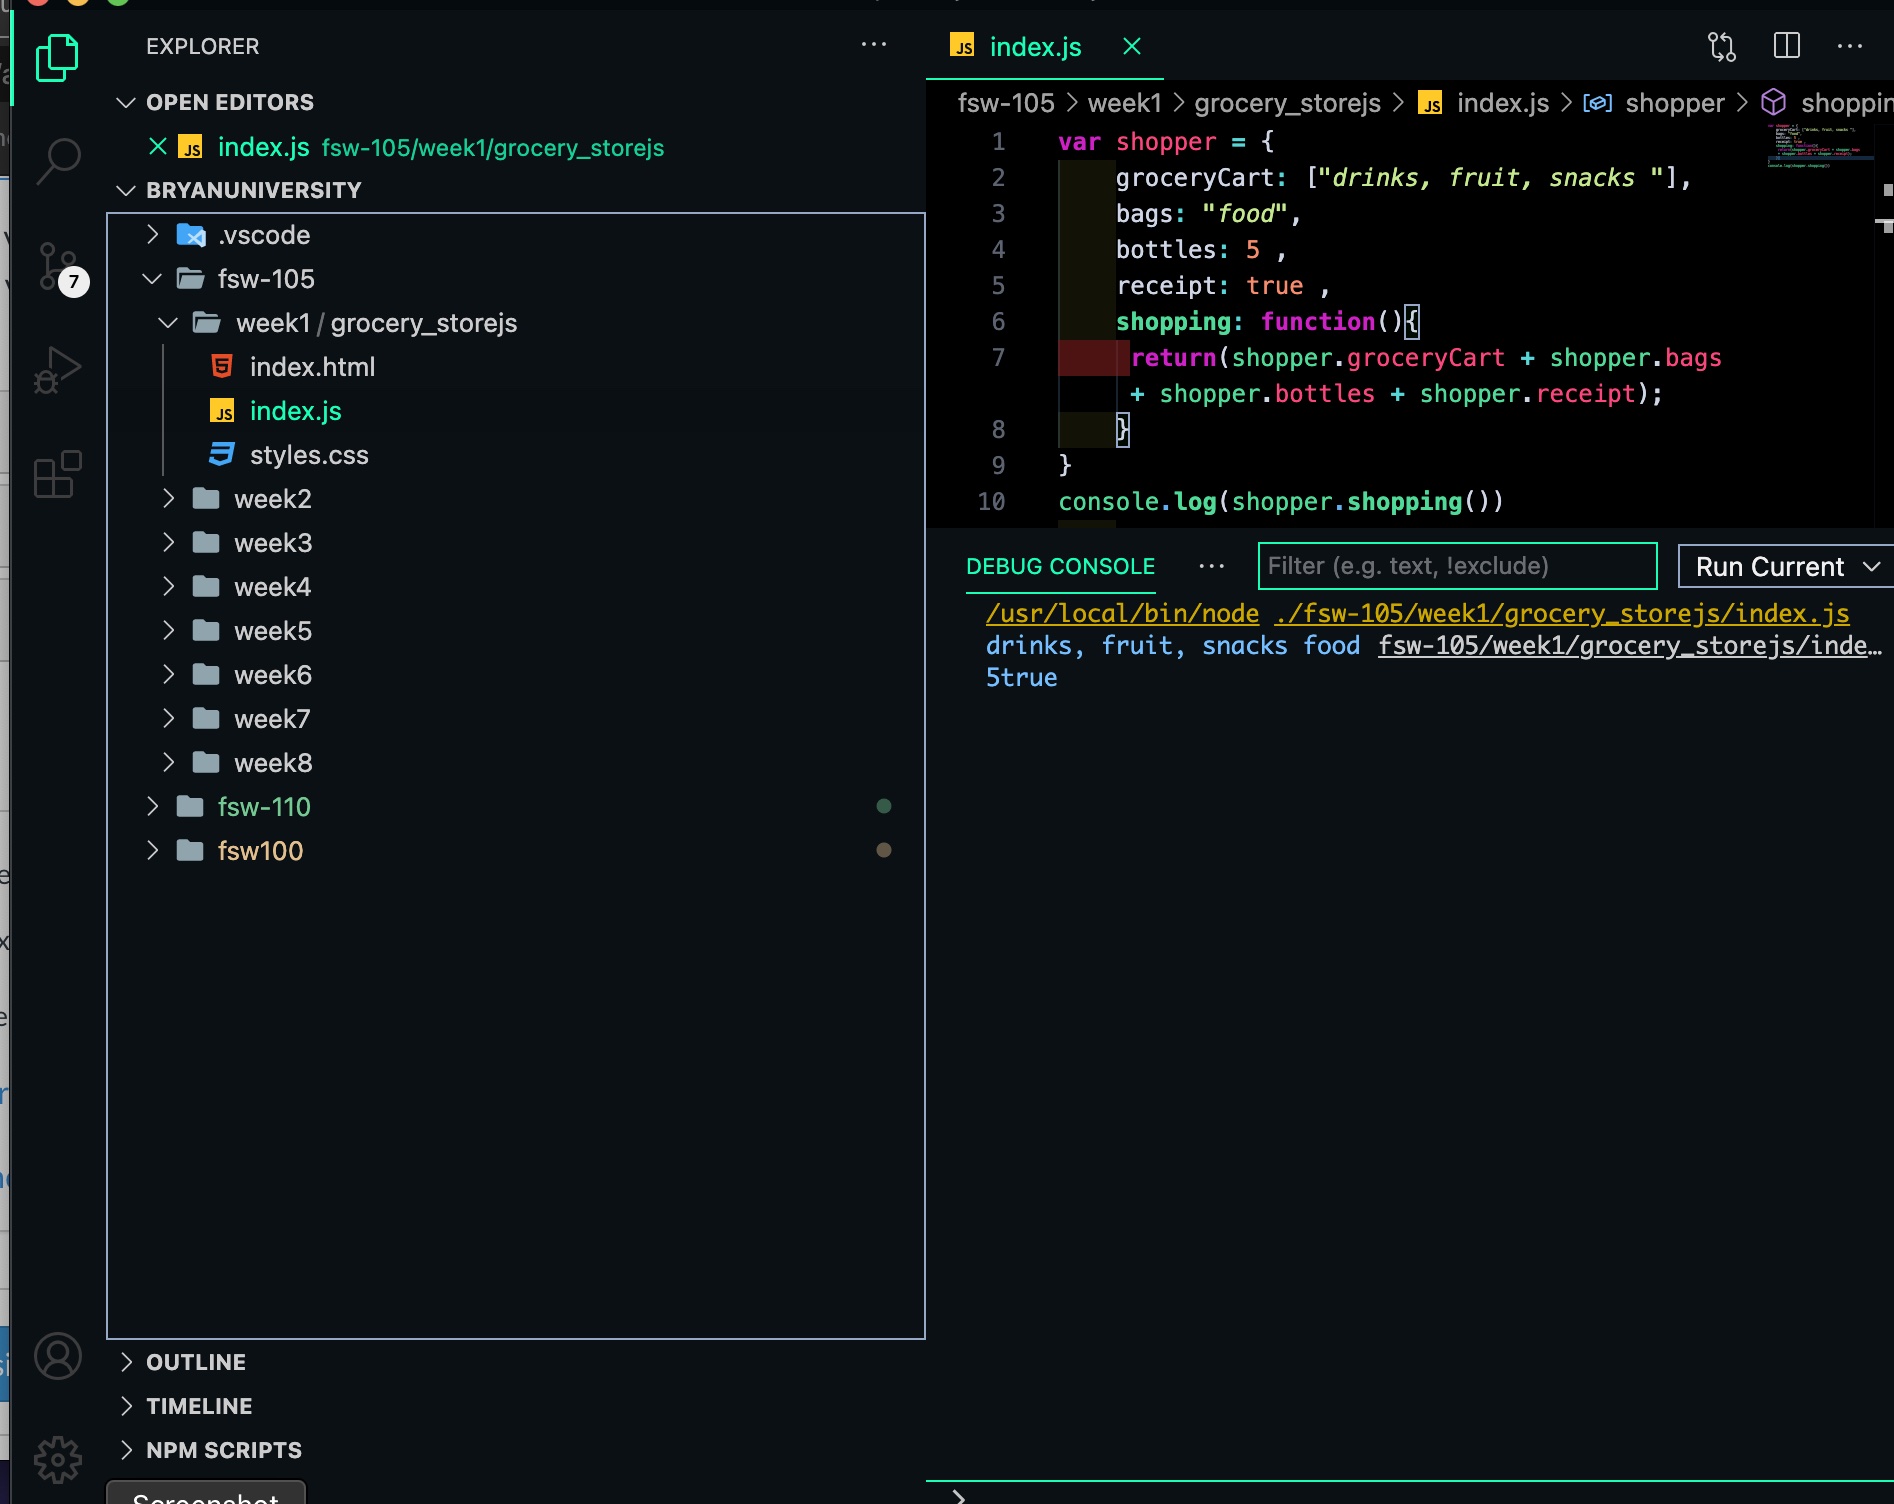 EXPLORER
OPEN EDITORS
JS index.js fsw-105/week1/grocery_storejs
BRYANUNIVERSITY
.vscode
fsw-105
week1 / grocery_storejs
index.html
JS index.js
styles.css
week2
week3
week4
week5
week6
week7
week8
fsw-110
fsw100
OUTLINE
TIMELINE
NPM SCRIPTS
7
JS index.js
fsw-105 > week1 > grocery_storejs > JS index.js > shopper > shoppin
1 var shopper = {
2 groceryCart: ["drinks, fruit, snacks "],
3 bags: "food",
4 bottles: 5 ,
5 receipt: true ,
6 shopping: function(){
7 return(shopper.groceryCart + shopper.bags
+ shopper.bottles + shopper.receipt);
8 }
9 }
10 console.log(shopper.shopping())
DEBUG CONSOLE ... Filter (e.g. text, !exclude) Run Current
/usr/local/bin/node ./fsw-105/week1/grocery_storejs/index.js
drinks, fruit, snacks food fsw-105/week1/grocery_storejs/inde…
5true
Screenshot